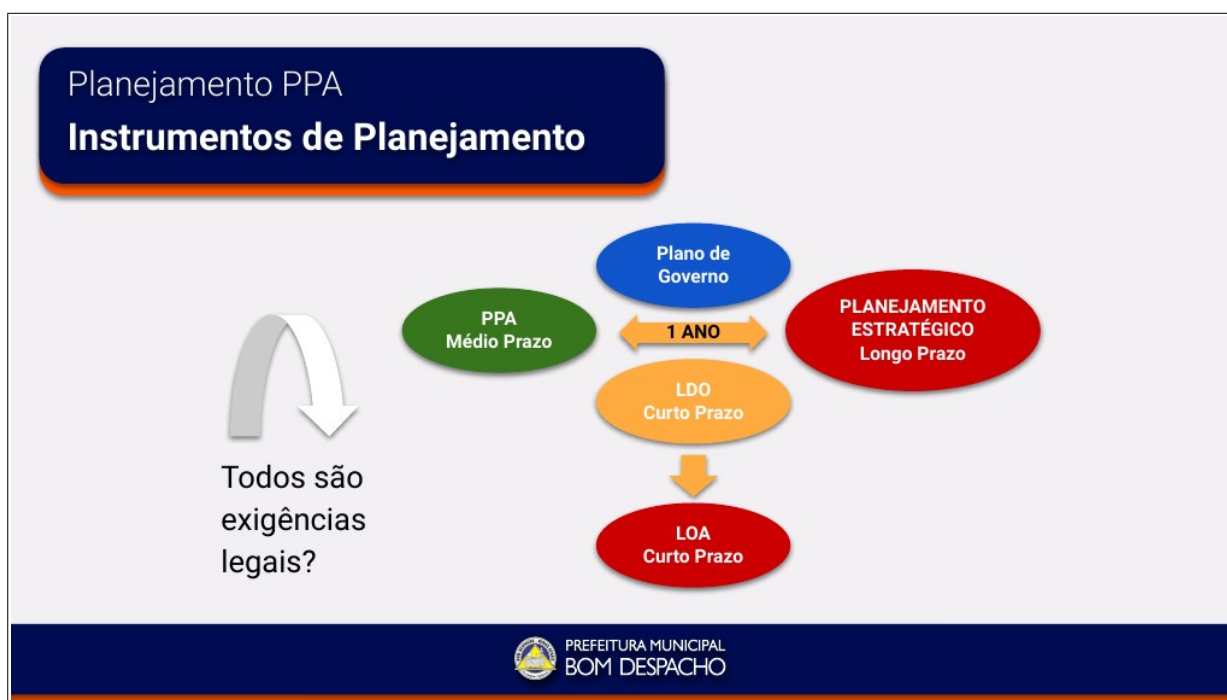 Planejamento PPA
Instrumentos de Planejamento
Plano de
Governo
PPA
Médio Prazo
1 ANO
PLANEJAMENTO
ESTRATÉGICO
Longo Prazo
LDO
Curto Prazo
LOA
Curto Prazo
Todos são
exigências
legais?
PREFEITURA MUNICIPAL
BOM DESPACHO